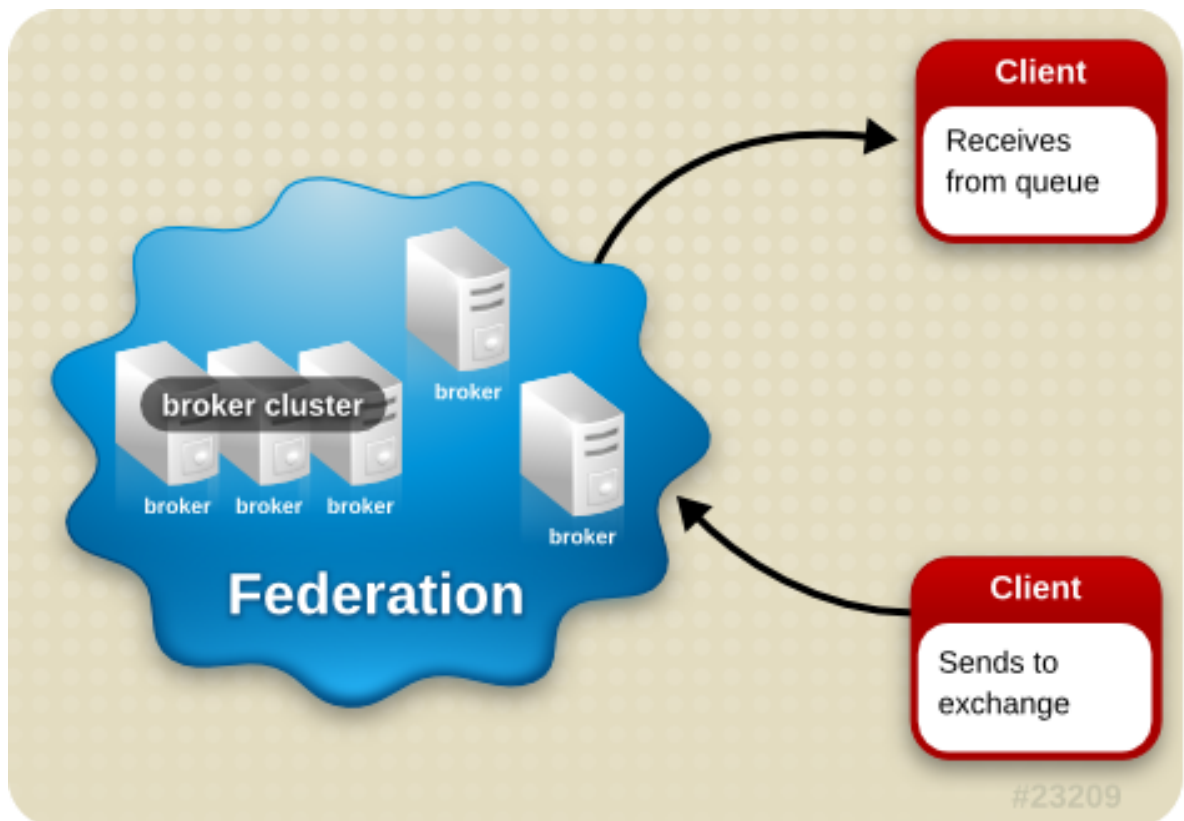 Client
Receives
from queue
broker
broker cluster
broker broker broker
broker
Federation
Client
Sends to
exchange
#23209